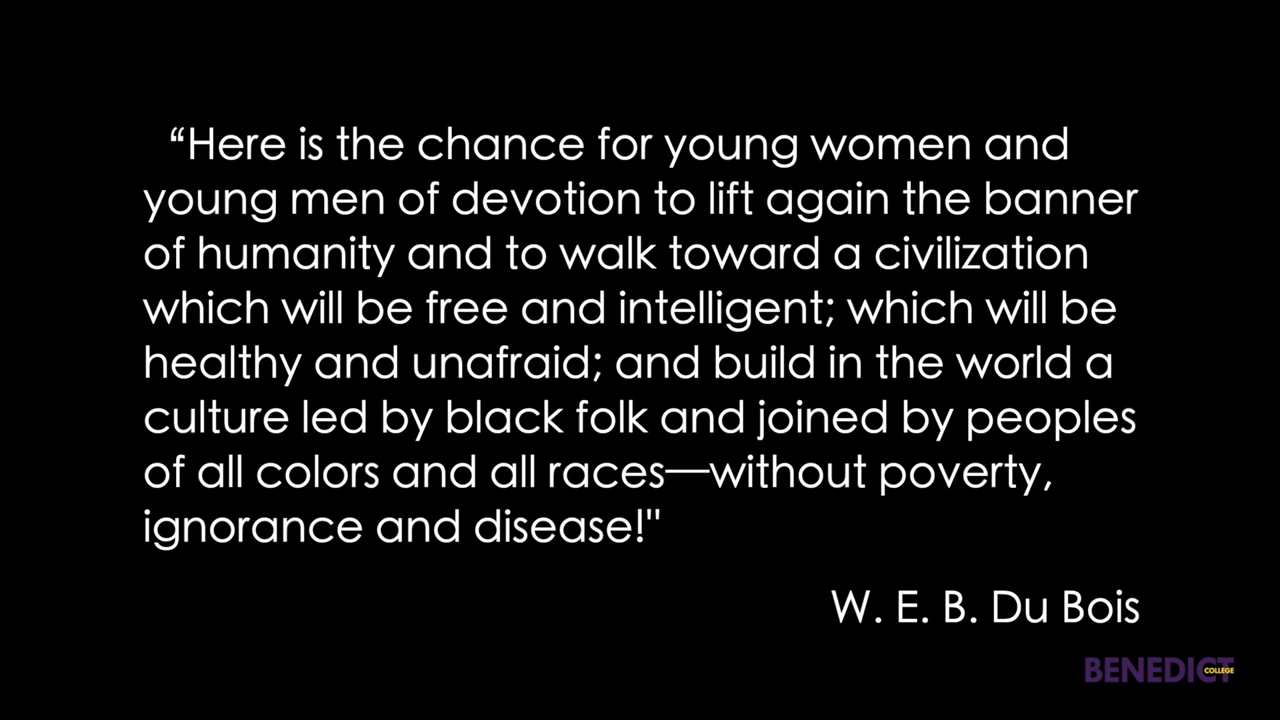 “Here is the chance for young women and
young men of devotion to lift again the banner
of humanity and to walk toward a civilization
which will be free and intelligent; which will be
healthy and unafraid; and build in the world a
culture led by black folk and joined by peoples
of all colors and all races—without poverty,
ignorance and disease!"
W. E. B. Du Bois
BENEDICT
COLLEGE